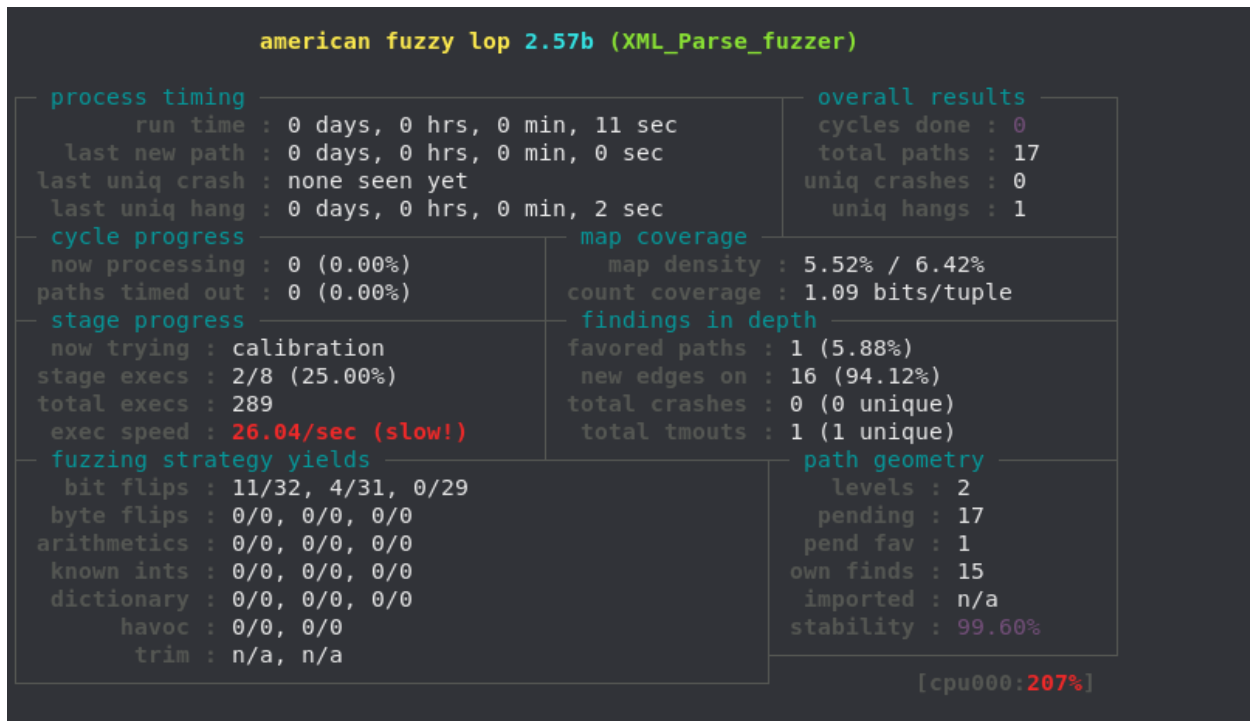 american fuzzy lop 2.57b (XML_Parse_fuzzer)
process timing overall results
run time : 0 days, 0 hrs, 0 min, 11 sec cycles done : 0
last new path : 0 days, 0 hrs, 0 min, 0 sec total paths : 17
last uniq crash : none seen yet uniq crashes : 0
last uniq hang : 0 days, 0 hrs, 0 min, 2 sec uniq hangs : 1
cycle progress map coverage
now processing : 0 (0.00%) map density : 5.52% / 6.42%
paths timed out : 0 (0.00%) count coverage : 1.09 bits/tuple
stage progress findings in depth
now trying : calibration favored paths : 1 (5.88%)
stage execs : 2/8 (25.00%) new edges on : 16 (94.12%)
total execs : 289 total crashes : 0 (0 unique)
exec speed : 26.04/sec (slow!) total tmouts : 1 (1 unique)
fuzzing strategy yields path geometry
bit flips : 11/32, 4/31, 0/29 levels : 2
byte flips : 0/0, 0/0, 0/0 pending : 17
arithmetics : 0/0, 0/0, 0/0 pend fav : 1
known ints : 0/0, 0/0, 0/0 own finds : 15
dictionary : 0/0, 0/0, 0/0 imported : n/a
havoc : 0/0, 0/0 stability : 99.60%
trim : n/a, n/a
[cpu000:207%]